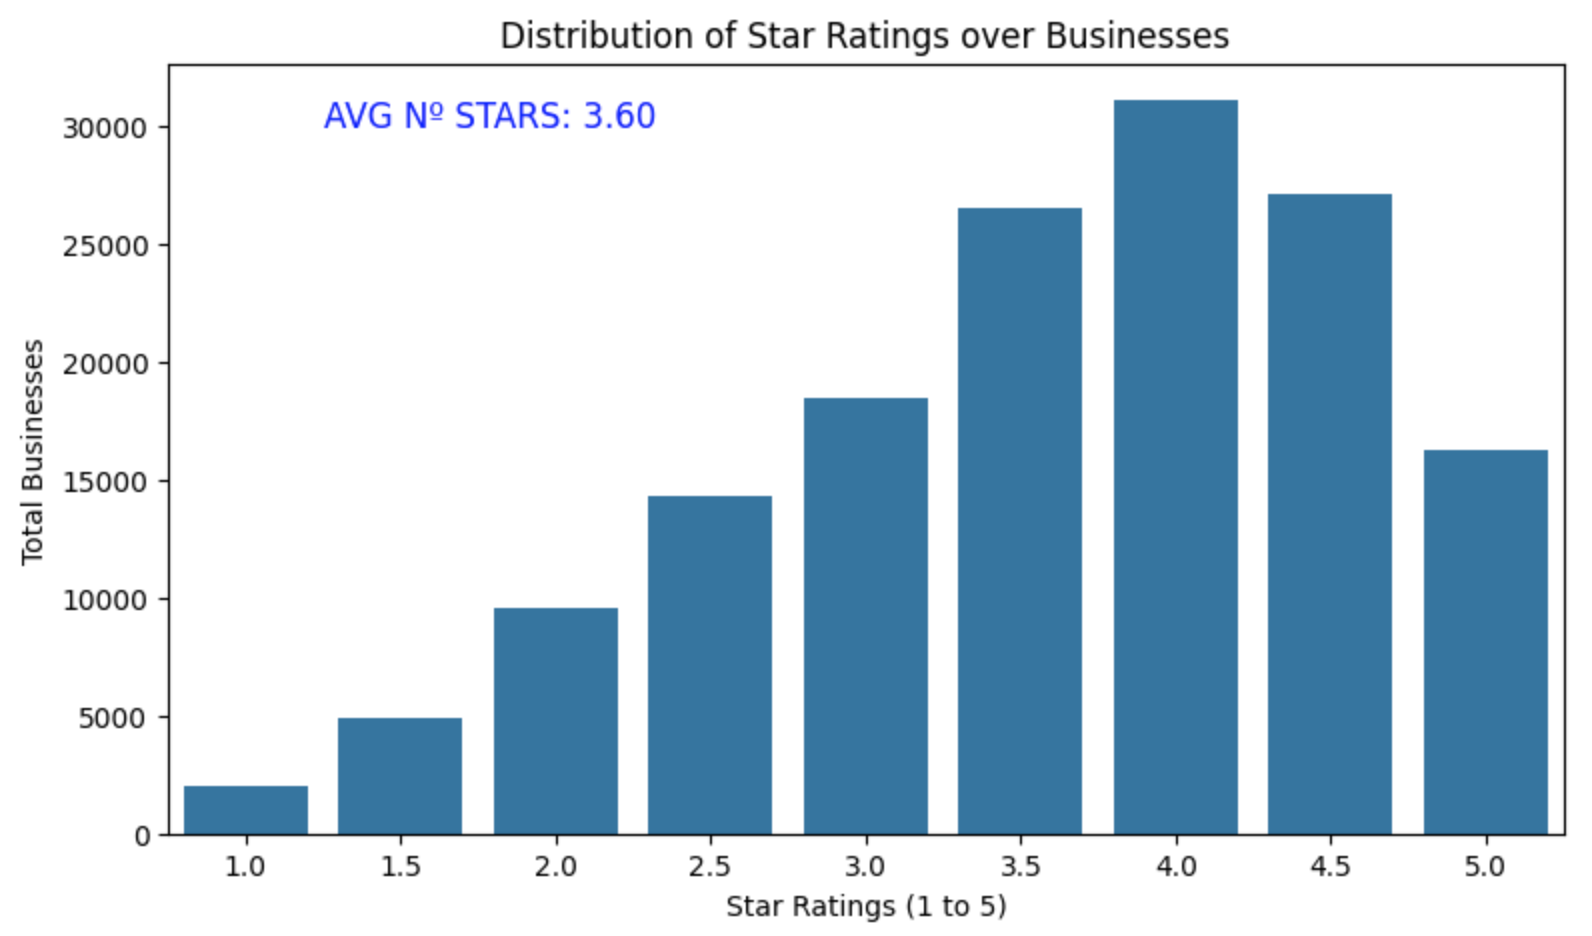 Distribution of Star Ratings over Businesses
AVG Nº STARS: 3.60
30000
25000
20000
15000
10000
5000
0
Total Businesses
1.0 1.5 2.0 2.5 3.0 3.5 4.0 4.5 5.0
Star Ratings (1 to 5)